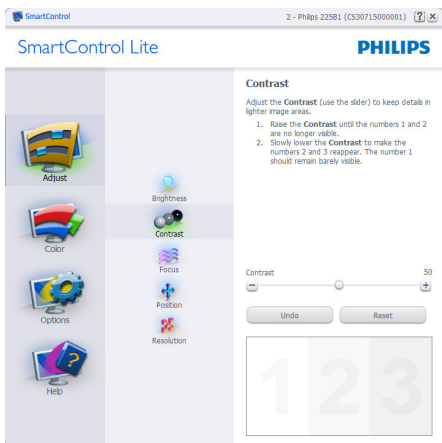 SmartControl
2 - Philips 225B1 (CS30715000001)
SmartControl Lite
PHILIPS
Adjust
Color
Options
Help
Brightness
Contrast
Focus
Position
Resolution
Contrast
Adjust the Contrast (use the slider) to keep details in
lighter image areas.
1. Raise the Contrast until the numbers 1 and 2
are no longer visible.
2. Slowly lower the Contrast to make the
numbers 2 and 3 reappear. The number 1
should remain barely visible.
Contrast 50
Undo Reset
1 2 3